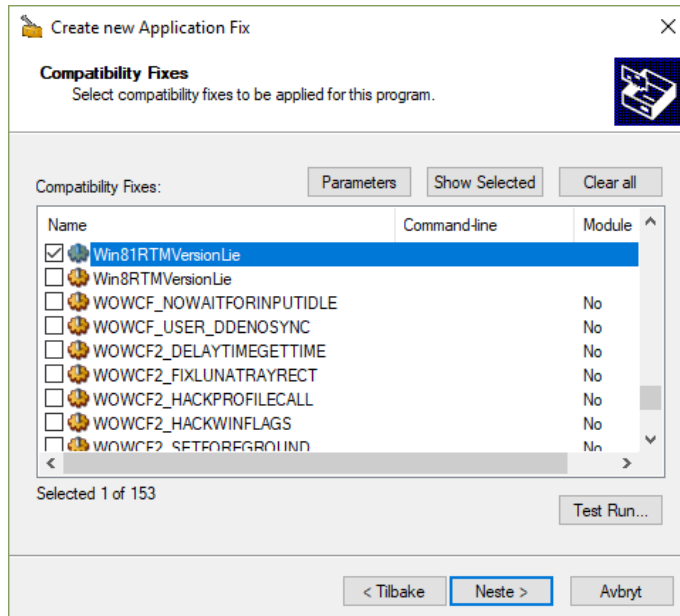 Create new Application Fix
Compatibility Fixes
Select compatibility fixes to be applied for this program.
Compatibility Fixes:
Parameters
Show Selected
Clear all
Name Command-line Module
Win81RTMVersionLie
Win8RTMVersionLie
WOWCF_NOWAITFORINPUTIDLE No
WOWCF_USER_DDENOSYNC No
WOWCF2_DELAYTIMEGETTIME No
WOWCF2_FIXLUNATRAYRECT No
WOWCF2_HACKPROFILECALL No
WOWCF2_HACKWINFLAGS No
WOWCF2_SETFOREGROUND No
Selected 1 of 153
Test Run...
< Tilbake
Neste >
Avbryt